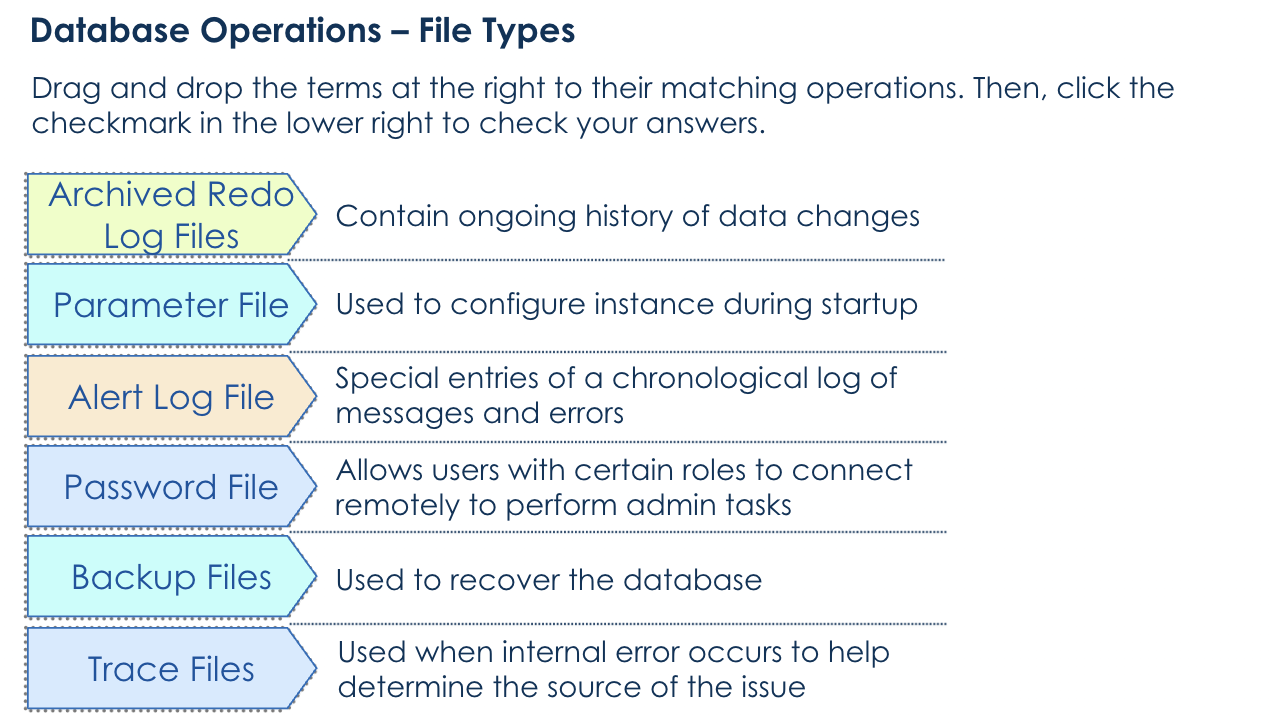 Database Operations – File Types
Drag and drop the terms at the right to their matching operations. Then, click the
checkmark in the lower right to check your answers.
Archived Redo
Log Files
Contain ongoing history of data changes
Parameter File
Used to configure instance during startup
Alert Log File
Special entries of a chronological log of
messages and errors
Password File
Allows users with certain roles to connect
remotely to perform admin tasks
Backup Files
Used to recover the database
Trace Files
Used when internal error occurs to help
determine the source of the issue